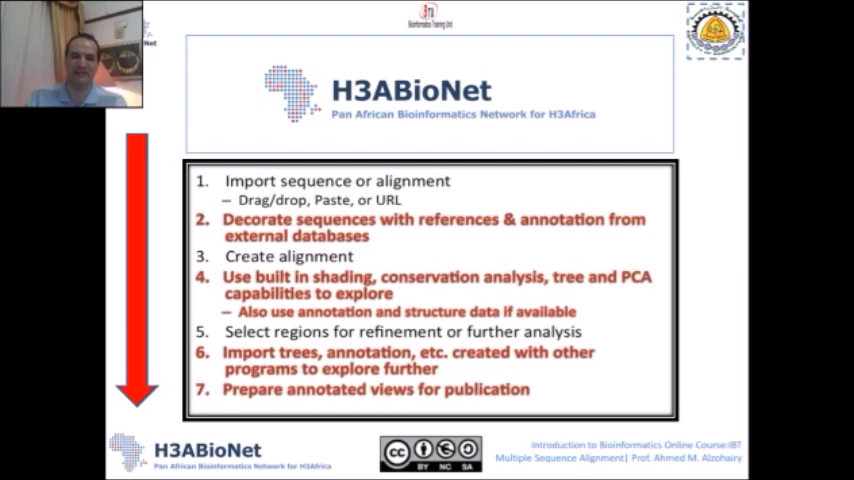 Bioinformatics Training Unit
Net
H3ABioNet
Pan African Bioinformatics Network for H3Africa
1. Import sequence or alignment
– Drag/drop, Paste, or URL
2. Decorate sequences with references & annotation from
external databases
3. Create alignment
4. Use built in shading, conservation analysis, tree and PCA
capabilities to explore
– Also use annotation and structure data if available
5. Select regions for refinement or further analysis
6. Import trees, annotation, etc. created with other
programs to explore further
7. Prepare annotated views for publication
H3ABioNet
Pan African Bioinformatics Network for H3Africa
cc
BY NC SA
Introduction to Bioinformatics Online Course:IBT
Multiple Sequence Alignment| Prof. Ahmed M. Alzohairy